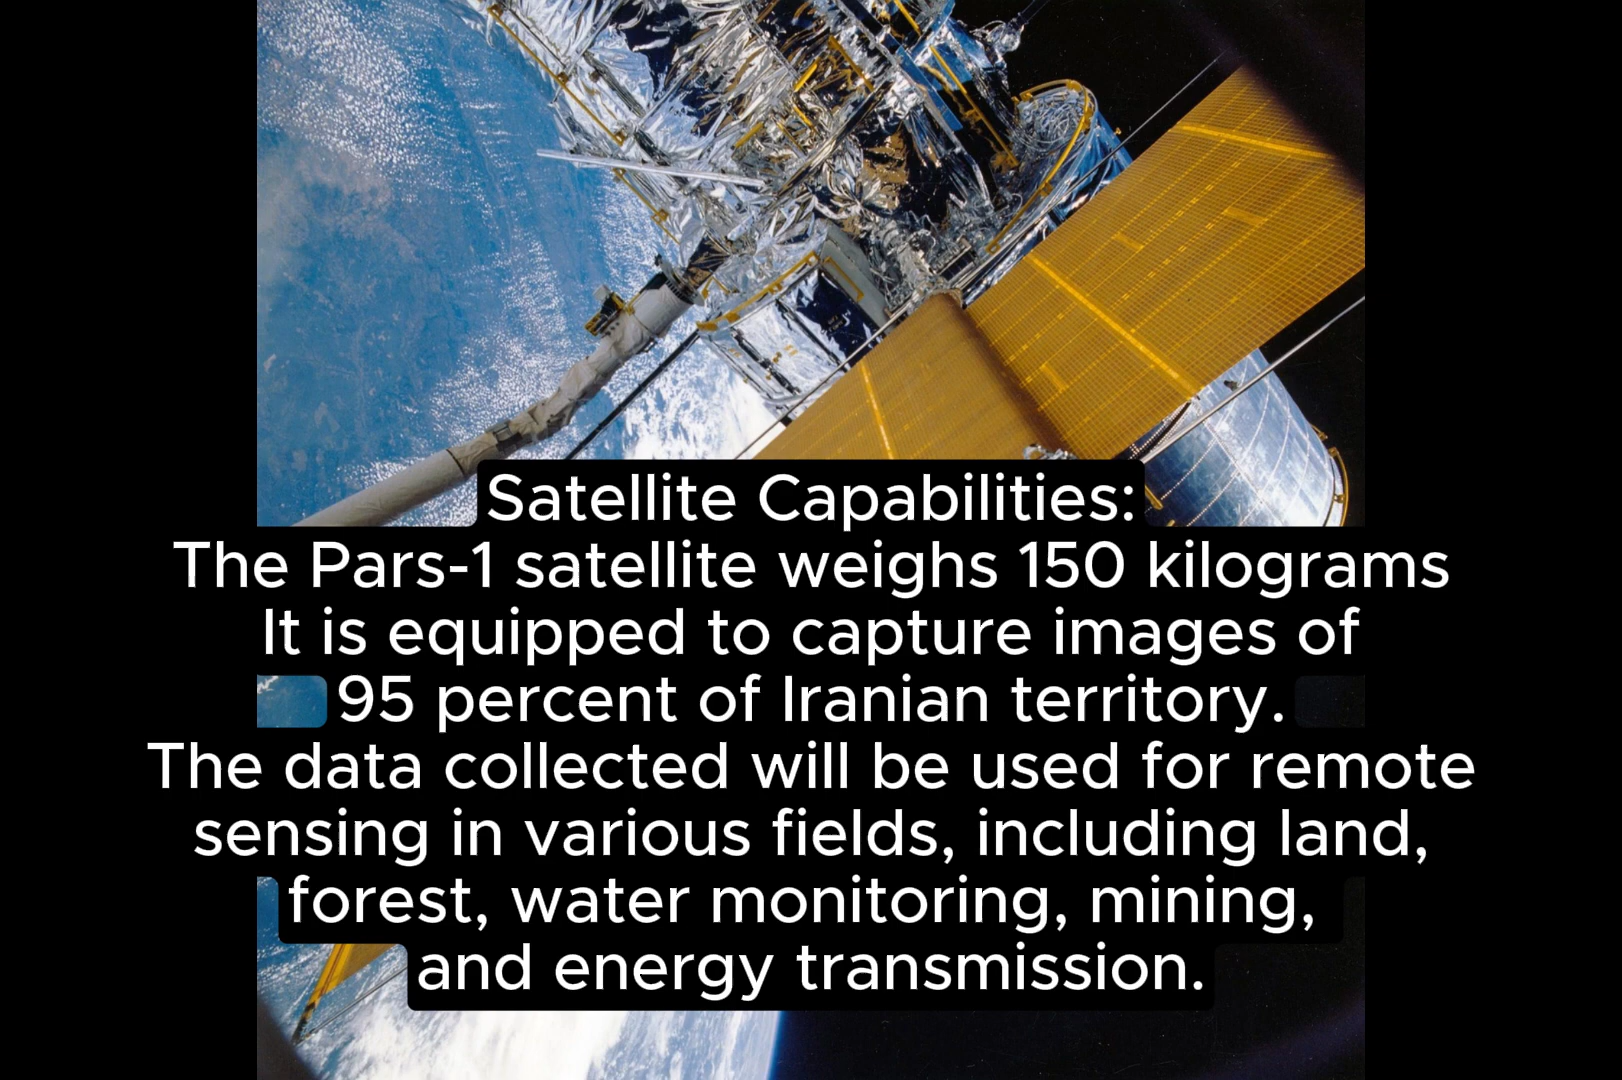 Satellite Capabilities:
The Pars-1 satellite weighs 150 kilograms
It is equipped to capture images of
95 percent of Iranian territory.
The data collected will be used for remote
sensing in various fields, including land,
forest, water monitoring, mining,
and energy transmission.